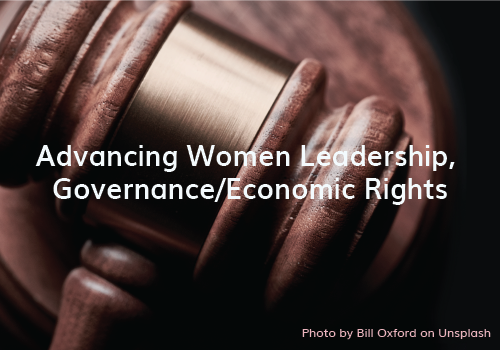 Advancing Women Leadership,
Governance/Economic Rights
Photo by Bill Oxford on Unsplash